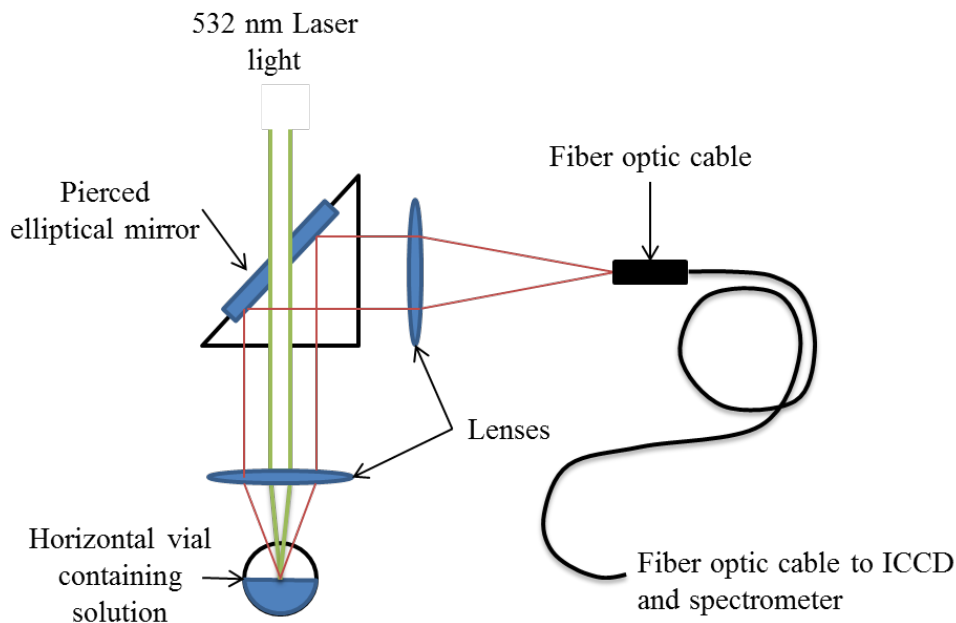 532 nm Laser
light
Pierced
elliptical mirror
Fiber optic cable
Lenses
Horizontal vial
containing
solution
Fiber optic cable to ICCD
and spectrometer